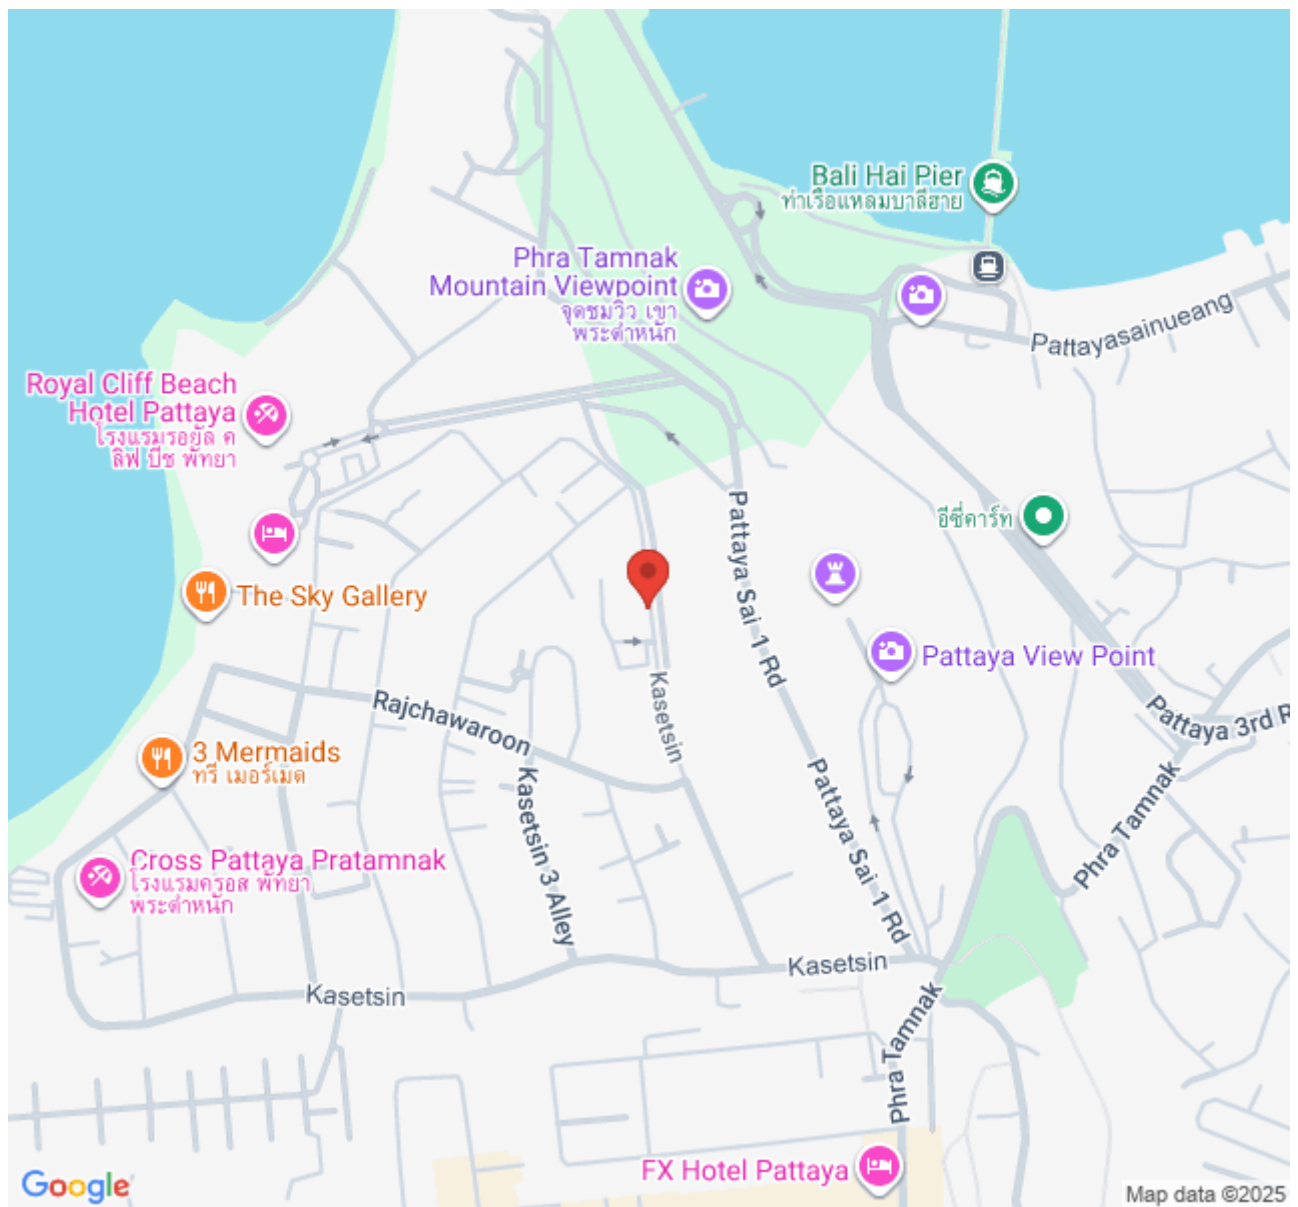 Bali Hai Pier
ท่าเรือแหลมบาลีฮาย
Phra Tamnak
Mountain Viewpoint
จุดชมวิว เขา
พระตำหนัก
Pattayasainueang
Royal Cliff Beach
Hotel Pattaya
โรงแรมรอยัล ค
ลิฟ บีช พัทยา
Pattaya Sai 1 Rd
อีซี่คาร์ท
The Sky Gallery
Pattaya View Point
Kasetsin
Rajchawaroon
Pattaya 3rd R
3 Mermaids
ทรี เมอร์เมด
Kasetsin 3 Alley
Pattaya Sai 1 Rd
Phra Tamnak
Cross Pattaya Pratamnak
โรงแรมครอส พัทยา
พระตำหนัก
Kasetsin
Kasetsin
Phra Tamnak
FX Hotel Pattaya
Google
Map data ©2025